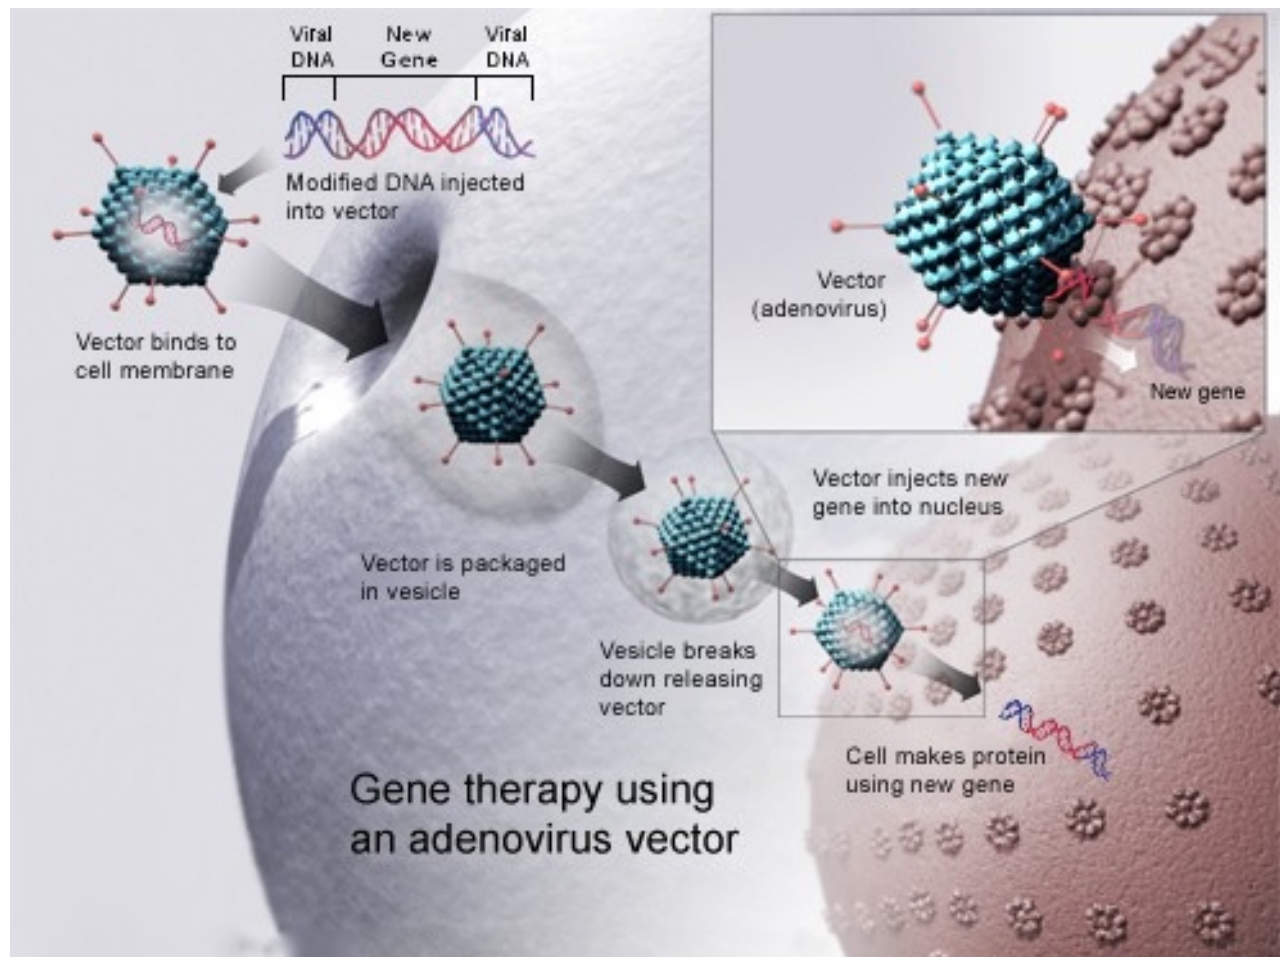 Viral
DNA
New
Gene
Viral
DNA
Modified DNA injected
into vector
Vector binds to
cell membrane
Vector
(adenovirus)
New gene
Vector injects new
gene into nucleus
Vector is packaged
in vesicle
Vesicle breaks
down releasing
vector
Cell makes protein
using new gene
Gene therapy using
an adenovirus vector